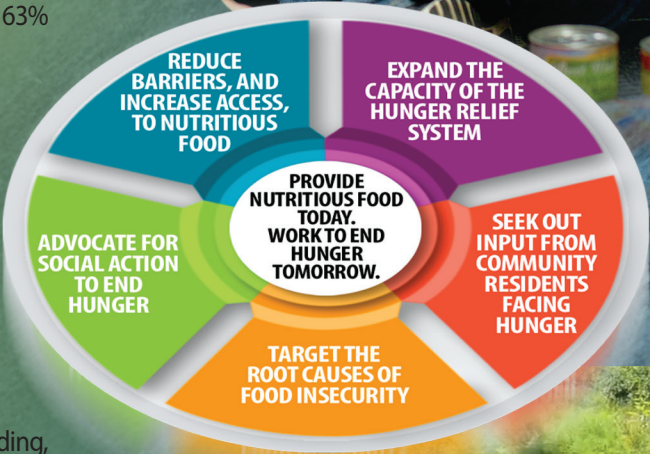 63%
REDUCE
BARRIERS, AND
INCREASE ACCESS,
TO NUTRITIOUS
FOOD
EXPAND THE
CAPACITY OF THE
HUNGER RELIEF
SYSTEM
PROVIDE
NUTRITIOUS FOOD
TODAY.
WORK TO END
HUNGER
TOMORROW.
ADVOCATE FOR
SOCIAL ACTION
TO END
HUNGER
SEEK OUT
INPUT FROM
COMMUNITY
RESIDENTS
FACING
HUNGER
TARGET THE
ROOT CAUSES OF
FOOD INSECURITY
ding,